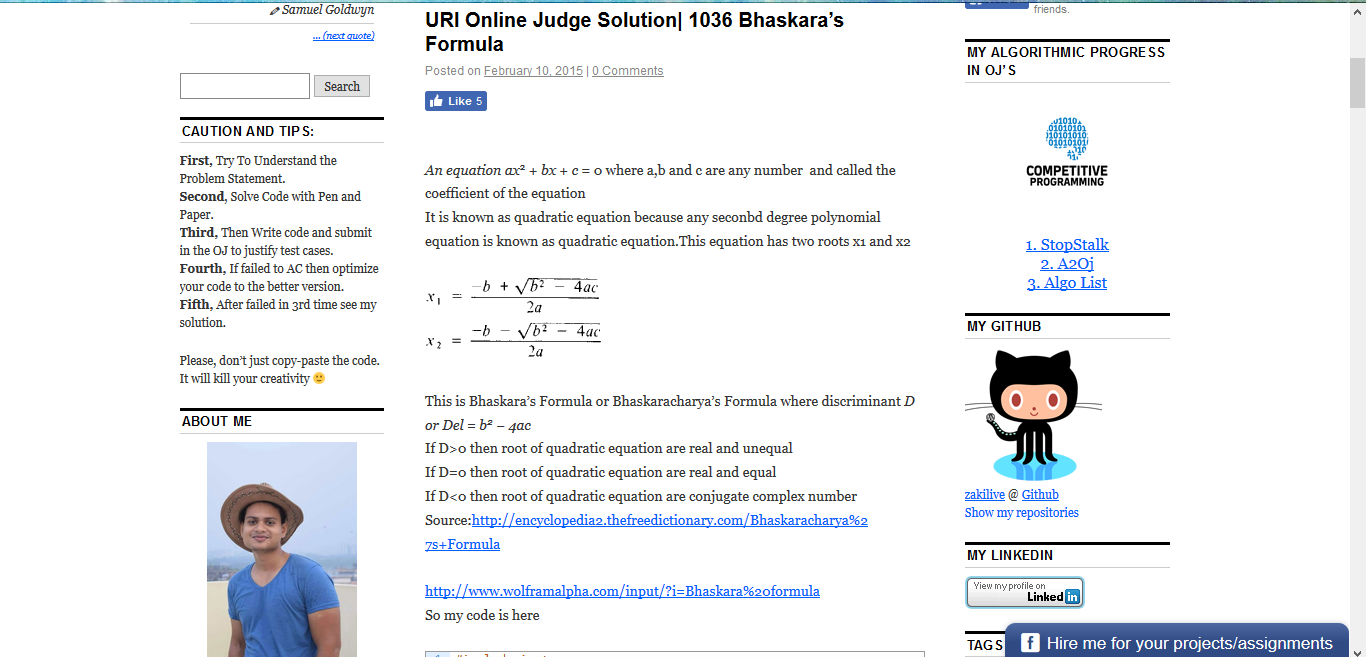 Samuel Goldwyn
... (next quote)
Search
CAUTION AND TIPS:
First, Try To Understand the
Problem Statement.
Second, Solve Code with Pen and
Paper.
Third, Then Write code and submit
in the OJ to justify test cases.
Fourth, If failed to AC then optimize
your code to the better version.
Fifth, After failed in 3rd time see my
solution.
Please, don't just copy-paste the code.
It will kill your creativity 🙂
ABOUT ME
URI Online Judge Solution| 1036 Bhaskara's
Formula
Posted on February 10, 2015 | 0 Comments
Like 5
An equation ax² + bx + c = 0 where a,b and c are any number  and called the
coefficient of the equation
It is known as quadratic equation because any seconbd degree polynomial
equation is known as quadratic equation.This equation has two roots x1 and x2
x₁ = (−b + √(b² − 4ac)) / 2a
x₂ = (−b − √(b² − 4ac)) / 2a
This is Bhaskara's Formula or Bhaskaracharya's Formula where discriminant D
or Del = b² – 4ac
If D>0 then root of quadratic equation are real and unequal
If D=0 then root of quadratic equation are real and equal
If D<0 then root of quadratic equation are conjugate complex number
Source:http://encyclopedia2.thefreedictionary.com/Bhaskaracharya%2
7s+Formula
http://www.wolframalpha.com/input/?i=Bhaskara%20formula
So my code is here
friends.
MY ALGORITHMIC PROGRESS
IN OJ'S
COMPETITIVE
PROGRAMMING
1. StopStalk
2. A2Oj
3. Algo List
MY GITHUB
zakilive @ Github
Show my repositories
MY LINKEDIN
View my profile on
Linked in
TAGS
Hire me for your projects/assignments